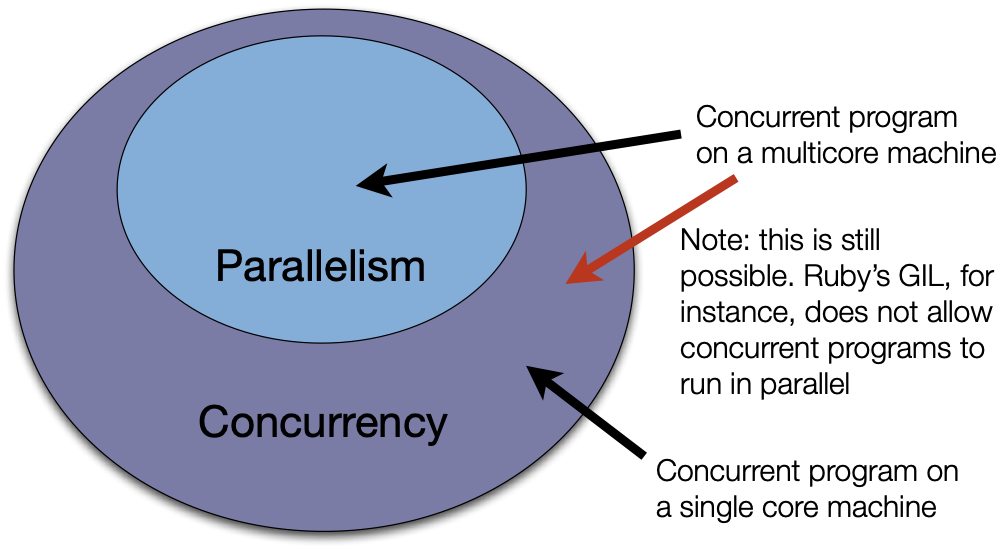 Concurrent program
on a multicore machine
Parallelism
Note: this is still
possible. Ruby’s GIL, for
instance, does not allow
concurrent programs to
run in parallel
Concurrency
Concurrent program on
a single core machine